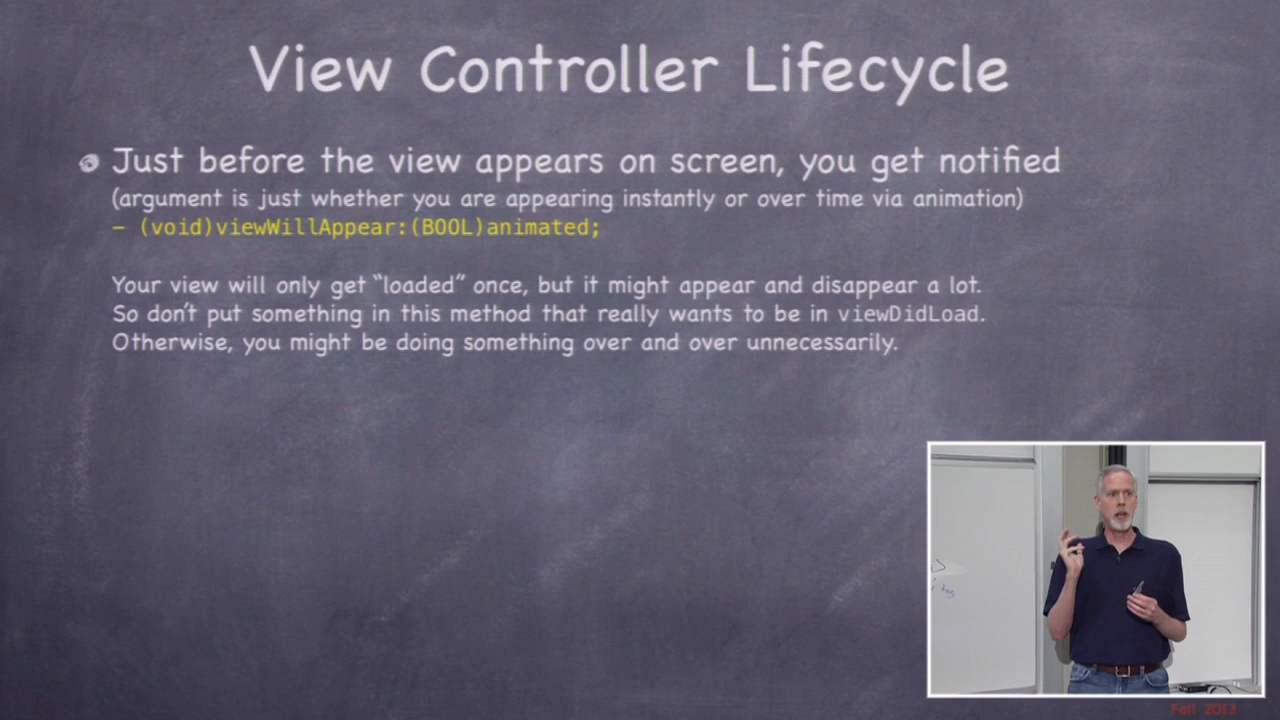 View Controller Lifecycle
Just before the view appears on screen, you get notified
(argument is just whether you are appearing instantly or over time via animation)
- (void)viewWillAppear:(BOOL)animated;
Your view will only get “loaded” once, but it might appear and disappear a lot.
So don’t put something in this method that really wants to be in viewDidLoad.
Otherwise, you might be doing something over and over unnecessarily.
Fall 2013